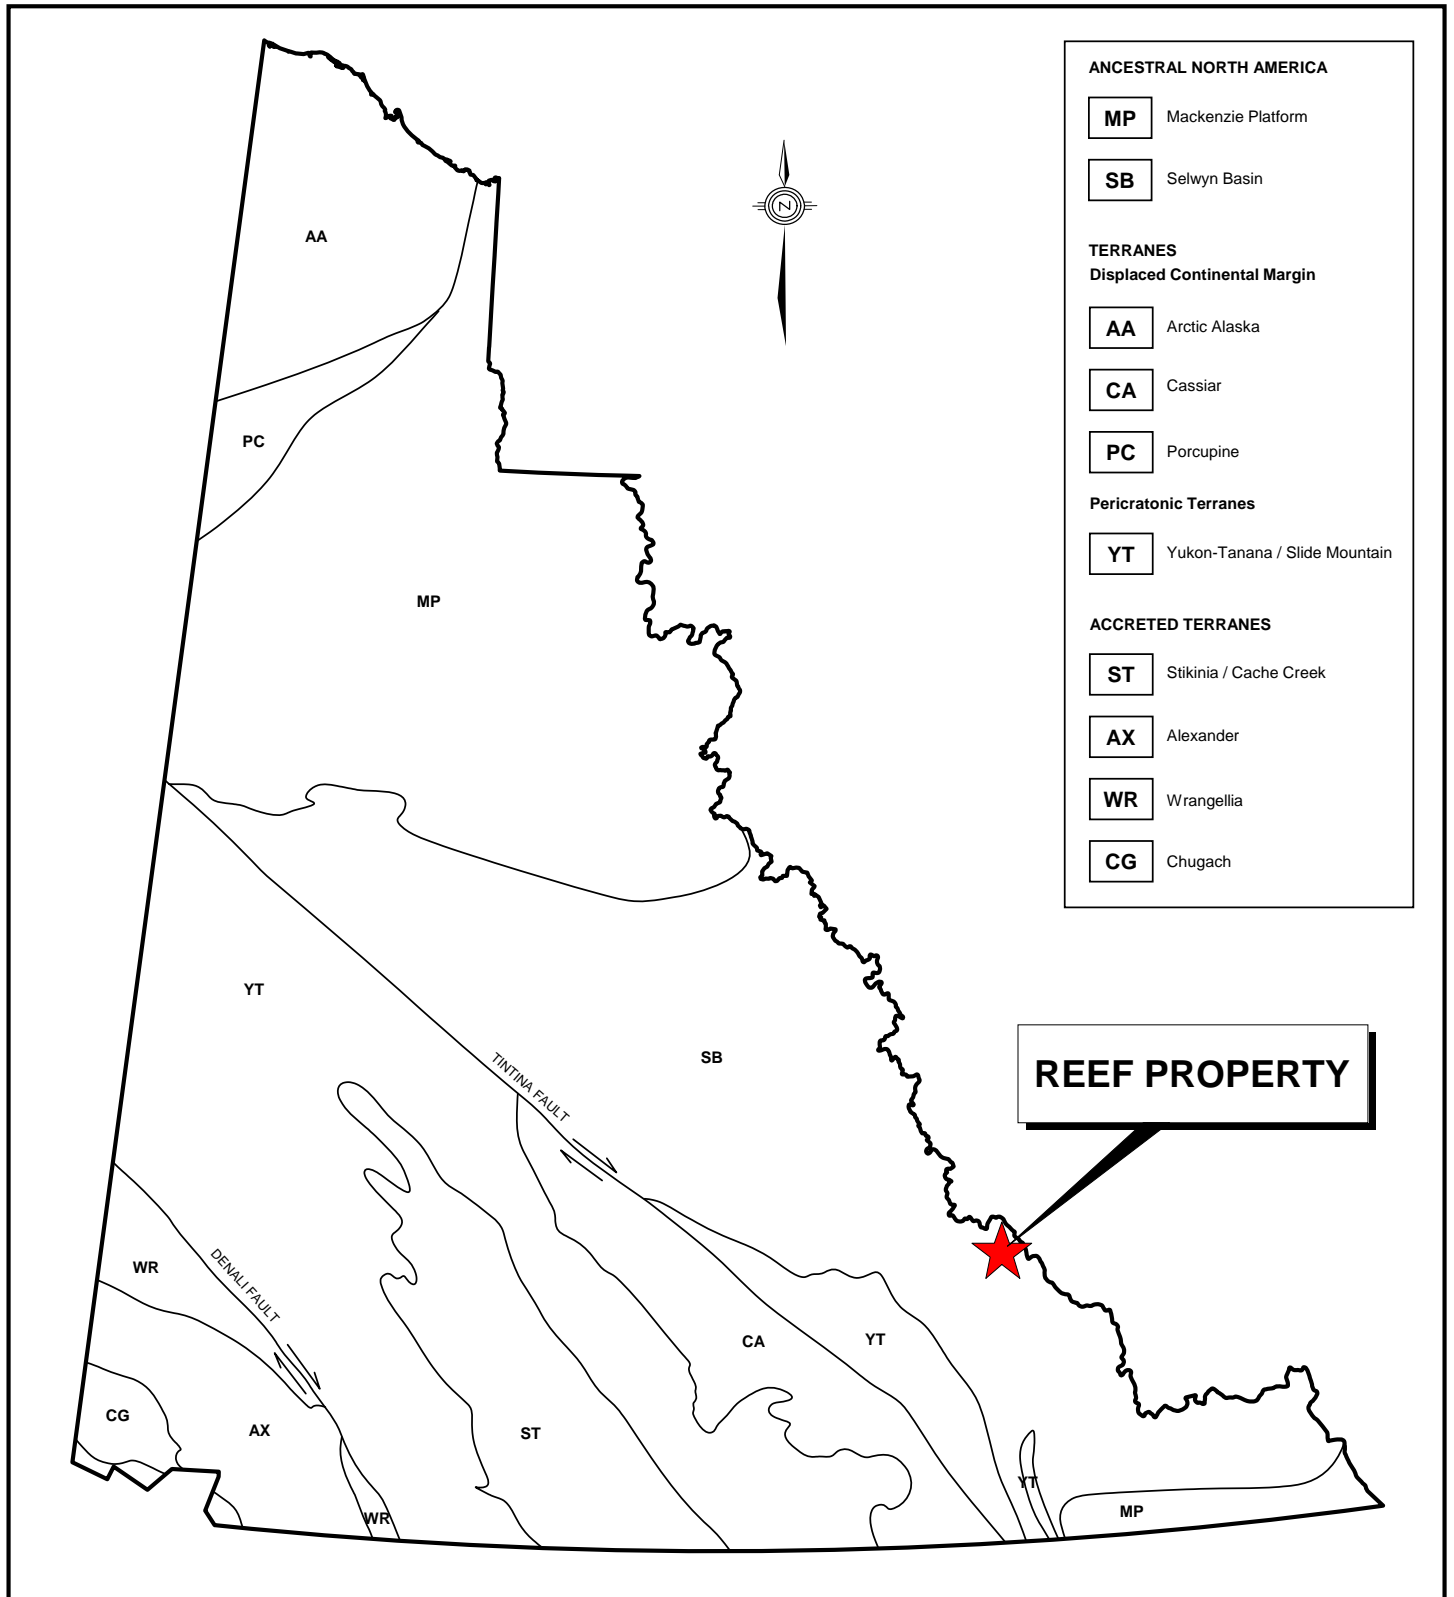 ANCESTRAL NORTH AMERICA
MP Mackenzie Platform
SB Selwyn Basin
TERRANES
Displaced Continental Margin
AA Arctic Alaska
CA Cassiar
PC Porcupine
Pericratonic Terranes
YT Yukon-Tanana / Slide Mountain
ACCRETED TERRANES
ST Stikinia / Cache Creek
AX Alexander
WR Wrangellia
CG Chugach
N
AA
PC
MP
YT
TINTINA FAULT
SB
REEF PROPERTY
WR
DENALI FAULT
CA
YT
CG
AX
ST
YT
WR
MP